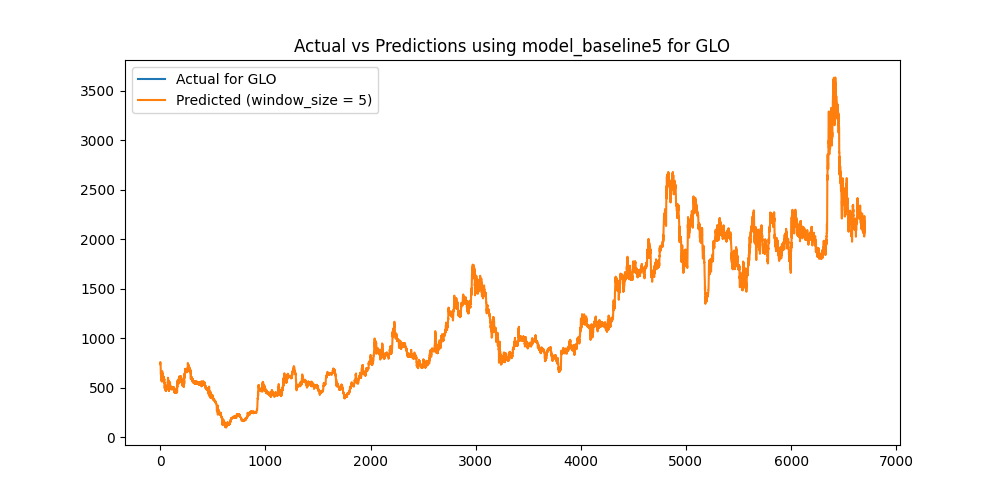 Actual vs Predictions using model_baseline5 for GLO
Actual for GLO
Predicted (window_size = 5)
3500
3000
2500
2000
1500
1000
500
0
0 1000 2000 3000 4000 5000 6000 7000